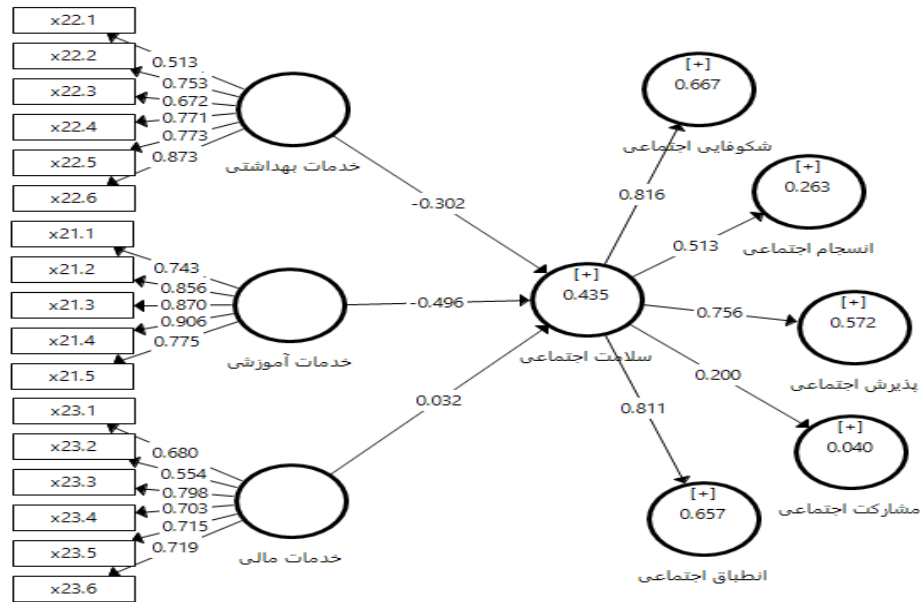 x22.1
x22.2
x22.3
x22.4
x22.5
x22.6
0.513
0.753
0.672
0.771
0.773
0.873
خدمات بهداشتی
x21.1
x21.2
x21.3
x21.4
x21.5
0.743
0.856
0.870
0.906
0.775
خدمات آموزشی
x23.1
x23.2
x23.3
x23.4
x23.5
x23.6
0.680
0.554
0.798
0.703
0.715
0.719
خدمات مالی
-0.302
-0.496
0.032
[+]
0.435
سلامت اجتماعی
0.816
0.513
0.756
0.200
0.811
[+]
0.667
شکوفایی اجتماعی
[+]
0.263
انسجام اجتماعی
[+]
0.572
پذیرش اجتماعی
[+]
0.040
مشارکت اجتماعی
[+]
0.657
انطباق اجتماعی